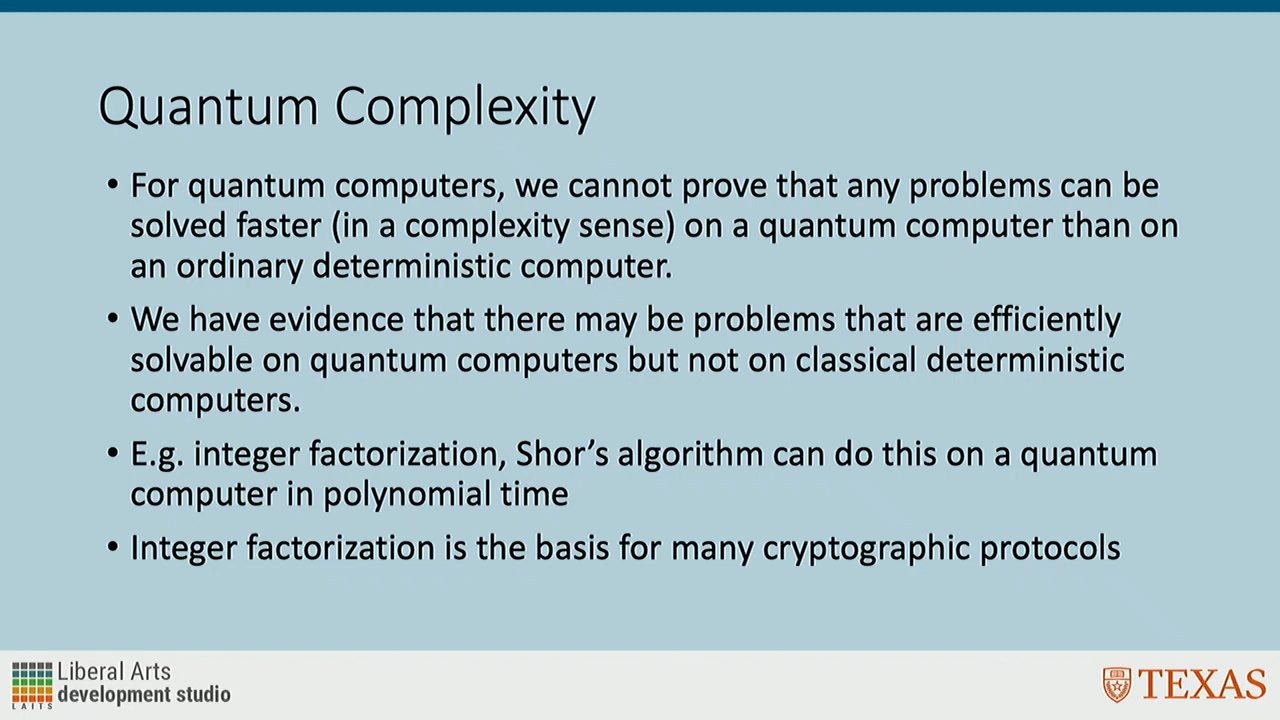 Quantum Complexity
• For quantum computers, we cannot prove that any problems can be
solved faster (in a complexity sense) on a quantum computer than on
an ordinary deterministic computer.
• We have evidence that there may be problems that are efficiently
solvable on quantum computers but not on classical deterministic
computers.
• E.g. integer factorization, Shor’s algorithm can do this on a quantum
computer in polynomial time
• Integer factorization is the basis for many cryptographic protocols
Liberal Arts
development studio
LAITS
TEXAS